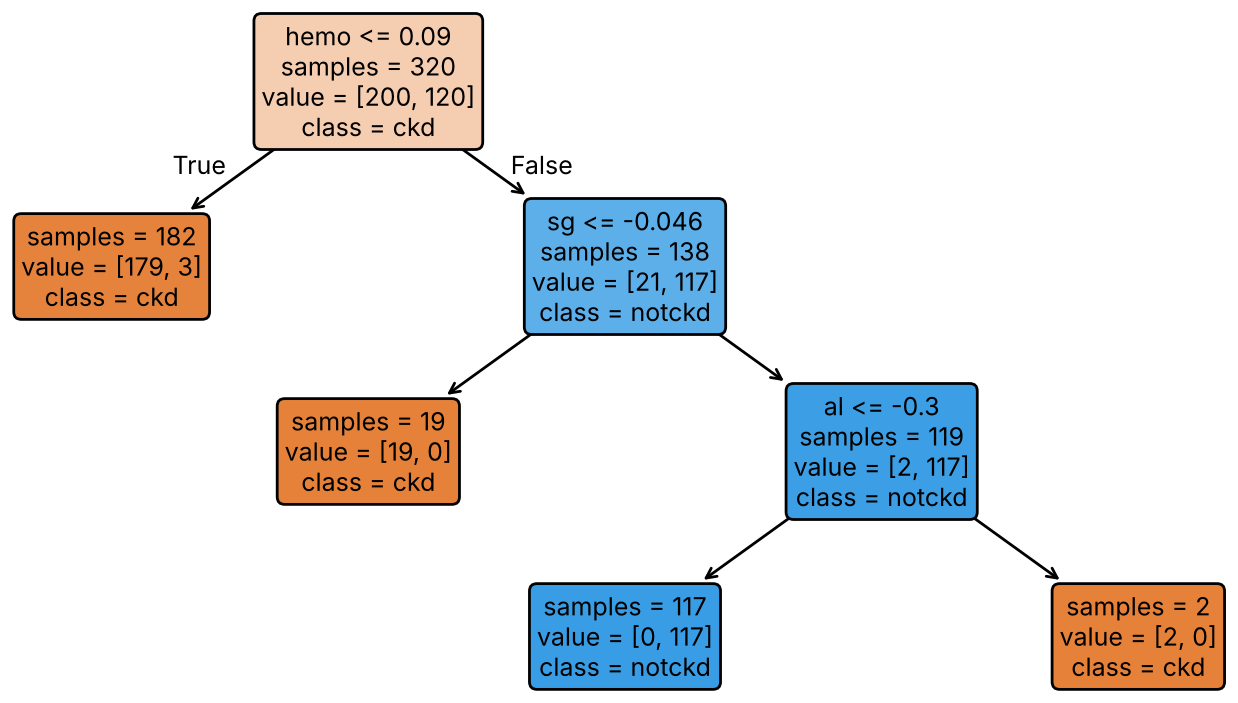 hemo <= 0.09
samples = 320
value = [200, 120]
class = ckd
True
False
samples = 182
value = [179, 3]
class = ckd
sg <= -0.046
samples = 138
value = [21, 117]
class = notckd
samples = 19
value = [19, 0]
class = ckd
al <= -0.3
samples = 119
value = [2, 117]
class = notckd
samples = 117
value = [0, 117]
class = notckd
samples = 2
value = [2, 0]
class = ckd